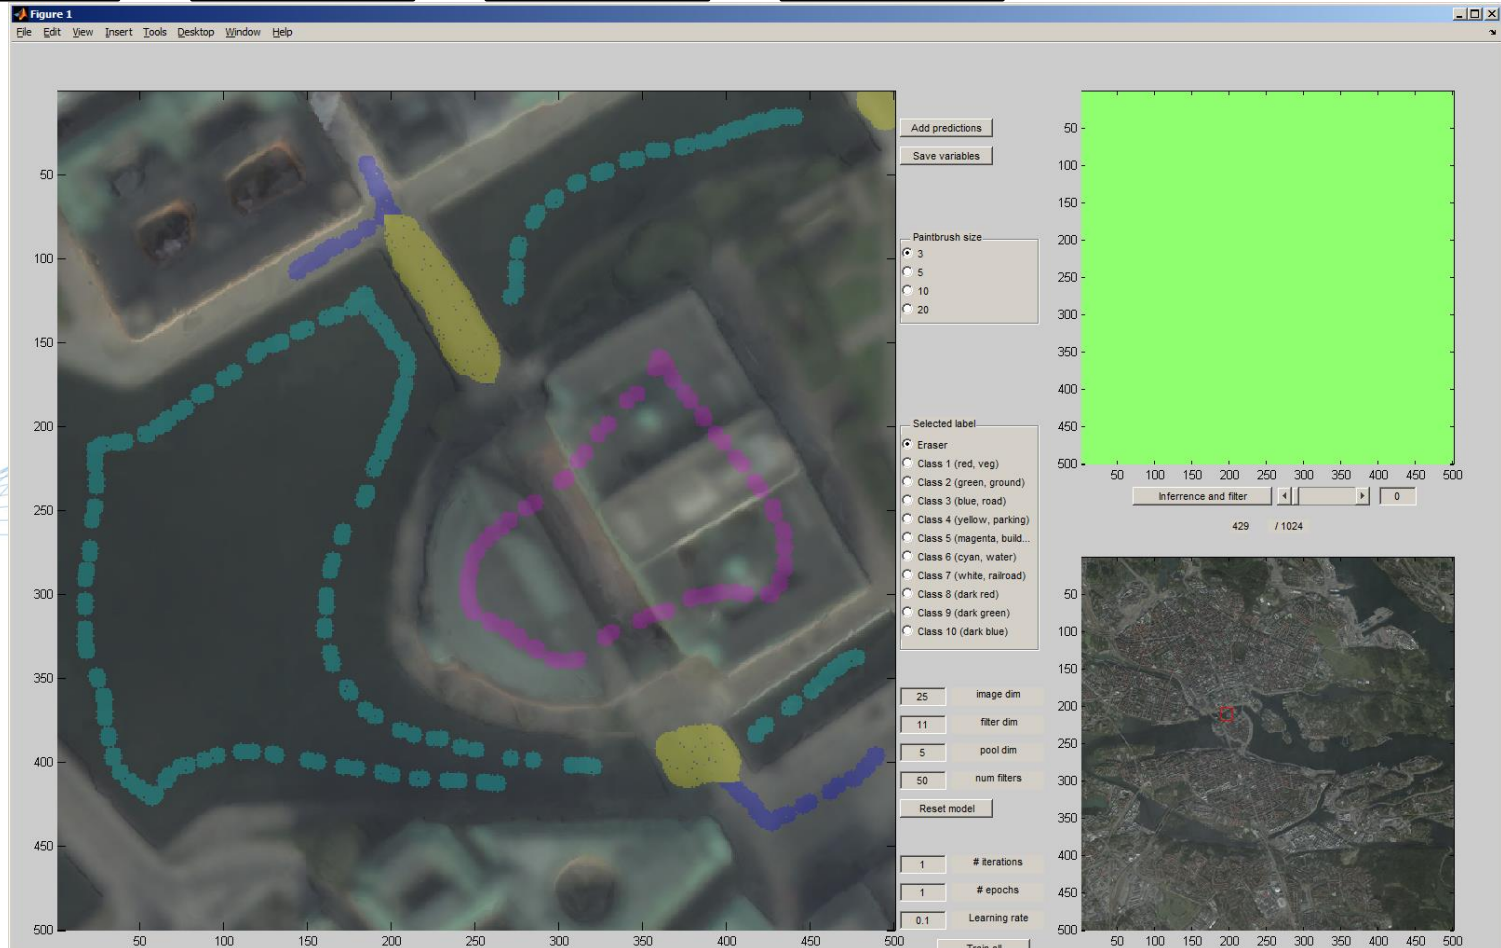 Figure 1
File Edit View Insert Tools Desktop Window Help
50
100
150
200
250
300
350
400
450
500
50 100 150 200 250 300 350 400 450 500
Add predictions
Save variables
Paintbrush size
3
5
10
20
Selected label
Eraser
Class 1 (red, veg)
Class 2 (green, ground)
Class 3 (blue, road)
Class 4 (yellow, parking)
Class 5 (magenta, build...
Class 6 (cyan, water)
Class 7 (white, railroad)
Class 8 (dark red)
Class 9 (dark green)
Class 10 (dark blue)
25 image dim
11 filter dim
5 pool dim
50 num filters
Reset model
1 # iterations
1 # epochs
0.1 Learning rate
50
100
150
200
250
300
350
400
450
500
50 100 150 200 250 300 350 400 450 500
Inferrence and filter 0
429 / 1024
50
100
150
200
250
300
350
400
450
500
50 100 150 200 250 300 350 400 450 500